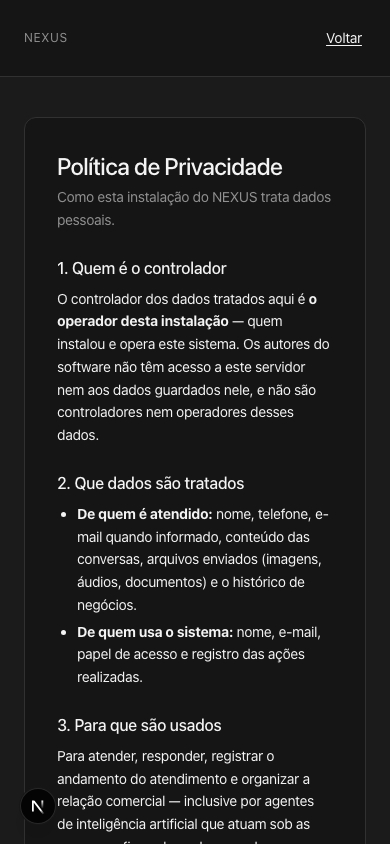 NEXUS
Voltar
Política de Privacidade
Como esta instalação do NEXUS trata dados
pessoais.
1. Quem é o controlador
O controlador dos dados tratados aqui é o
operador desta instalação — quem
instalou e opera este sistema. Os autores do
software não têm acesso a este servidor
nem aos dados guardados nele, e não são
controladores nem operadores desses
dados.
2. Que dados são tratados
De quem é atendido: nome, telefone, e-
mail quando informado, conteúdo das
conversas, arquivos enviados (imagens,
áudios, documentos) e o histórico de
negócios.
De quem usa o sistema: nome, e-mail,
papel de acesso e registro das ações
realizadas.
3. Para que são usados
Para atender, responder, registrar o
andamento do atendimento e organizar a
relação comercial — inclusive por agentes
de inteligência artificial que atuam sob as
N